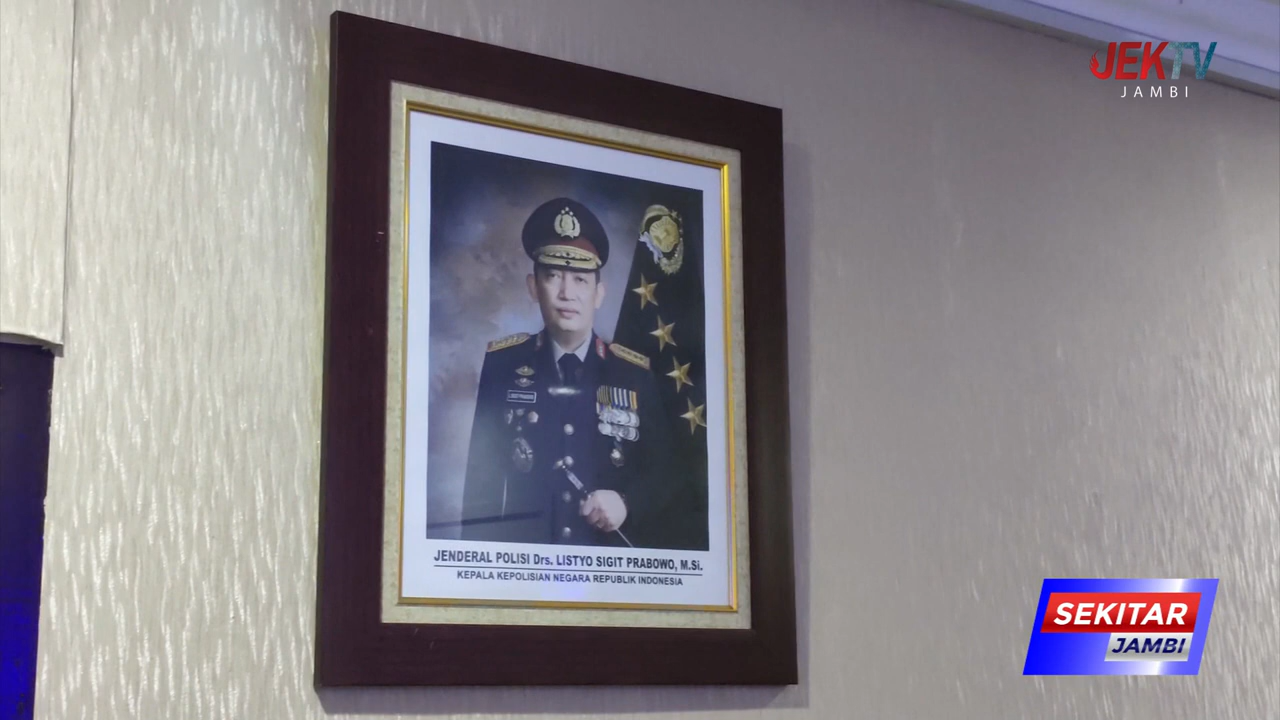 JEKTV
JAMBI
JENDERAL POLISI Drs. LISTYO SIGIT PRABOWO, M.Si.
KEPALA KEPOLISIAN NEGARA REPUBLIK INDONESIA
SEKITAR
JAMBI